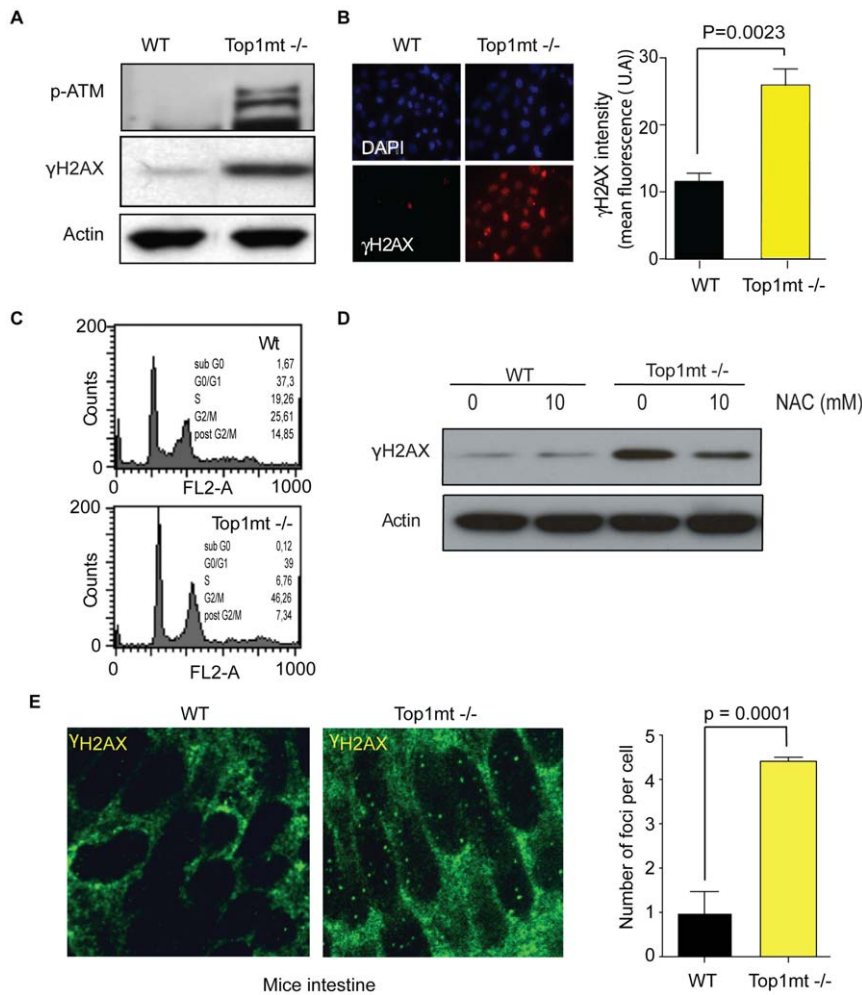 A
WT Top1mt -/-
p-ATM
γH2AX
Actin
B
WT Top1mt -/-
DAPI
γH2AX
P=0.0023
γH2AX intensity
(mean fluorescence ( U.A))
30
20
10
0
WT Top1mt -/-
C
200
Counts
0
Wt
sub G0 1,67
G0/G1 37,3
S 19,26
G2/M 25,61
post G2/M 14,85
0 FL2-A 1000
200
Counts
0
Top1mt -/-
sub G0 0,12
G0/G1 39
S 6,76
G2/M 46,26
post G2/M 7,34
0 FL2-A 1000
D
WT Top1mt -/-
0 10 0 10 NAC (mM)
γH2AX
Actin
E
WT Top1mt -/-
γH2AX γH2AX
Mice intestine
p = 0.0001
Number of foci per cell
5
4
3
2
1
0
WT Top1mt -/-